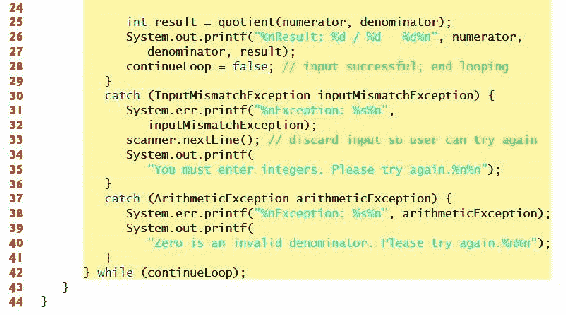 24
25 int result = quotient(numerator, denominator);
26 System.out.printf("%nResult: %d / %d = %d%n", numerator,
27 denominator, result);
28 continueLoop = false; // input successful; end looping
29 }
30 catch (InputMismatchException inputMismatchException) {
31 System.err.printf("%nException: %s%n",
32 inputMismatchException);
33 scanner.nextLine(); // discard input so user can try again
34 System.out.printf(
35 "You must enter integers. Please try again.%n%n");
36 }
37 catch (ArithmeticException arithmeticException) {
38 System.err.printf("%nException: %s%n", arithmeticException);
39 System.out.printf(
40 "Zero is an invalid denominator. Please try again.%n%n");
41 }
42 } while (continueLoop);
43 }
44 }